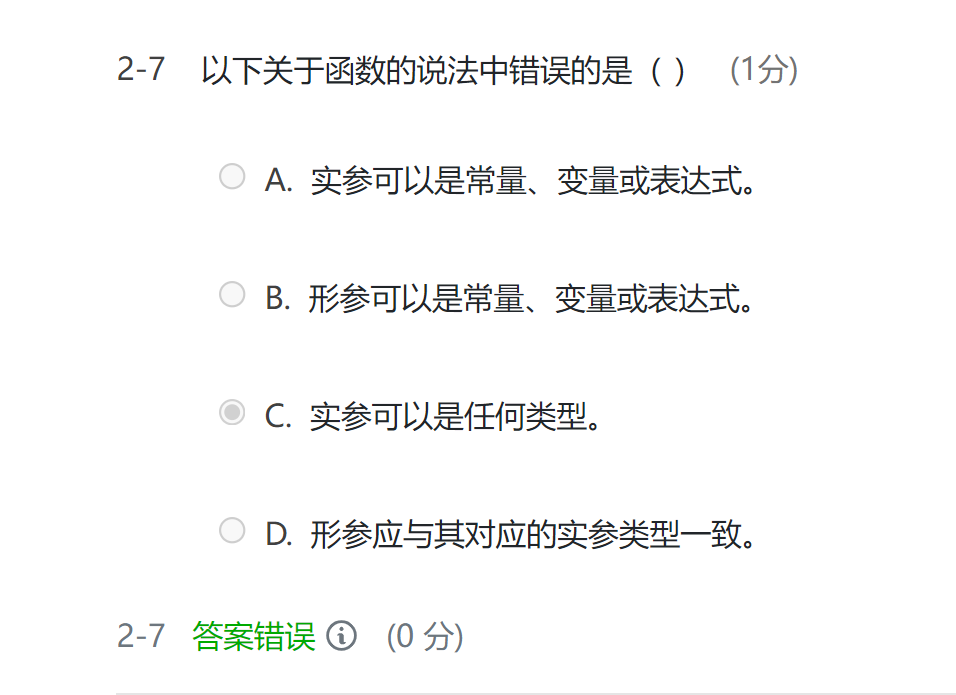 2-7 以下关于函数的说法中错误的是（ ） (1分)
A. 实参可以是常量、变量或表达式。
B. 形参可以是常量、变量或表达式。
C. 实参可以是任何类型。
D. 形参应与其对应的实参类型一致。
2-7 答案错误 (0 分)